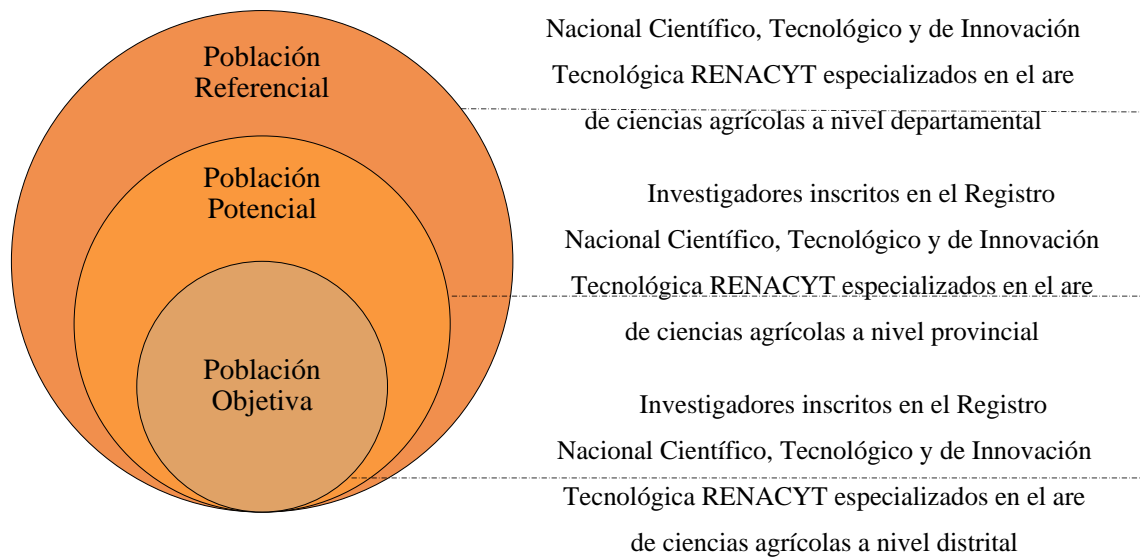 Población
Referencial
Nacional Científico, Tecnológico y de Innovación
Tecnológica RENACYT especializados en el are
de ciencias agrícolas a nivel departamental
Población
Potencial
Investigadores inscritos en el Registro
Nacional Científico, Tecnológico y de Innovación
Tecnológica RENACYT especializados en el are
de ciencias agrícolas a nivel provincial
Población
Objetiva
Investigadores inscritos en el Registro
Nacional Científico, Tecnológico y de Innovación
Tecnológica RENACYT especializados en el are
de ciencias agrícolas a nivel distrital